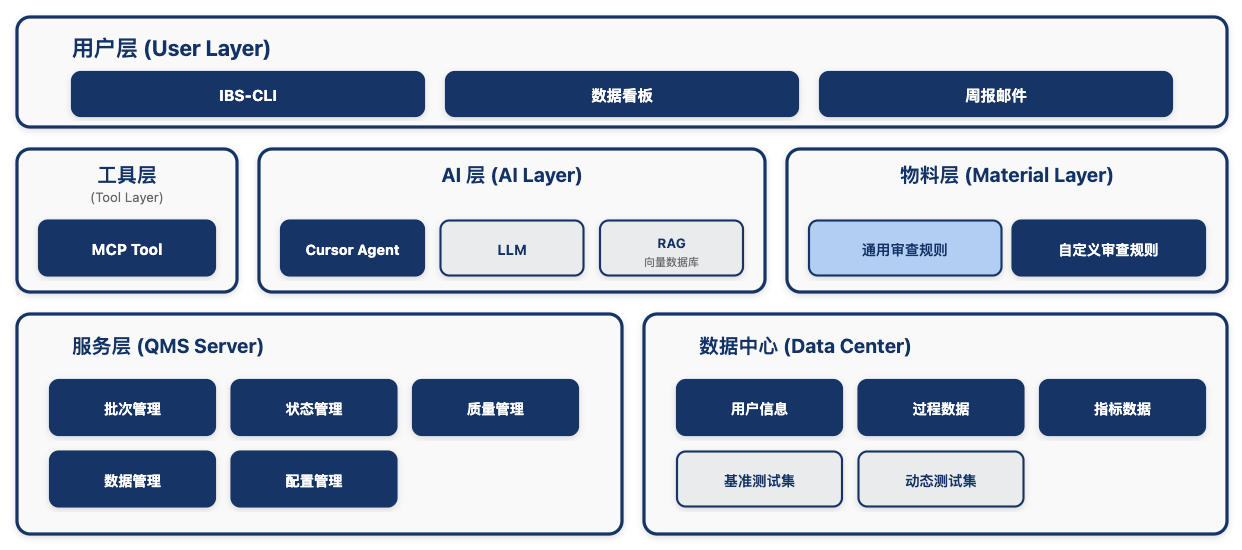 用户层 (User Layer)
IBS-CLI
数据看板
周报邮件
工具层
(Tool Layer)
MCP Tool
AI 层 (AI Layer)
Cursor Agent
LLM
RAG
向量数据库
物料层 (Material Layer)
通用审查规则
自定义审查规则
服务层 (QMS Server)
批次管理
状态管理
质量管理
数据管理
配置管理
数据中心 (Data Center)
用户信息
过程数据
指标数据
基准测试集
动态测试集